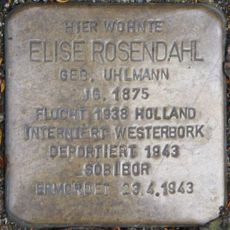 HIER WOHNTE
ELISE ROSENDAHL
GEB. UHLMANN
JG. 1875
FLUCHT 1938 HOLLAND
INTERNIERT WESTERBORK
DEPORTIERT 1943
SOBIBOR
ERMORDET 23.4.1943